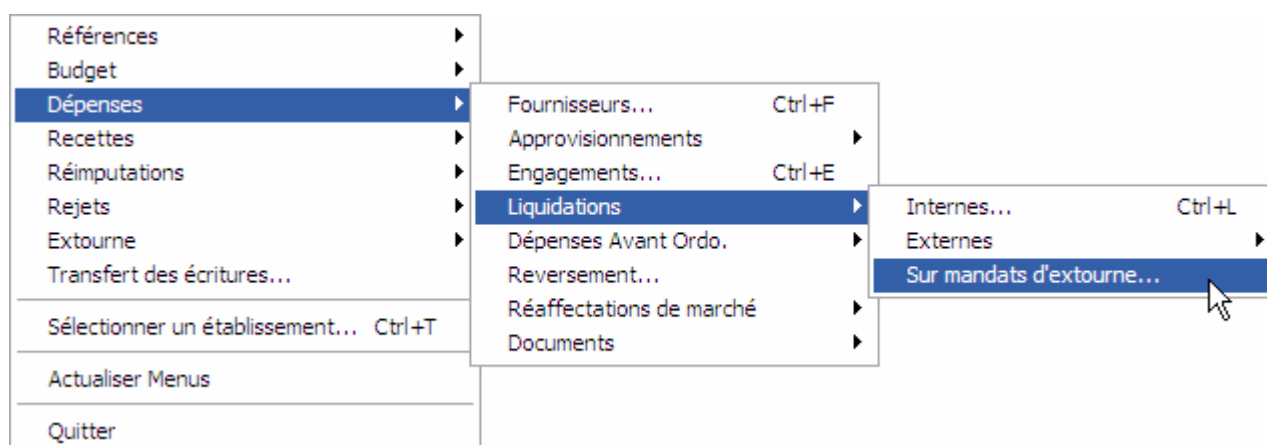 Références
Budget
Dépenses
Recettes
Réimputations
Rejets
Extourne
Transfert des écritures...
Sélectionner un établissement... Ctrl+T
Actualiser Menus
Quitter
Fournisseurs... Ctrl+F
Approvisionnements
Engagements... Ctrl+E
Liquidations
Dépenses Avant Ordo.
Reversement...
Réaffectations de marché
Documents
Internes... Ctrl+L
Externes
Sur mandats d'extourne...